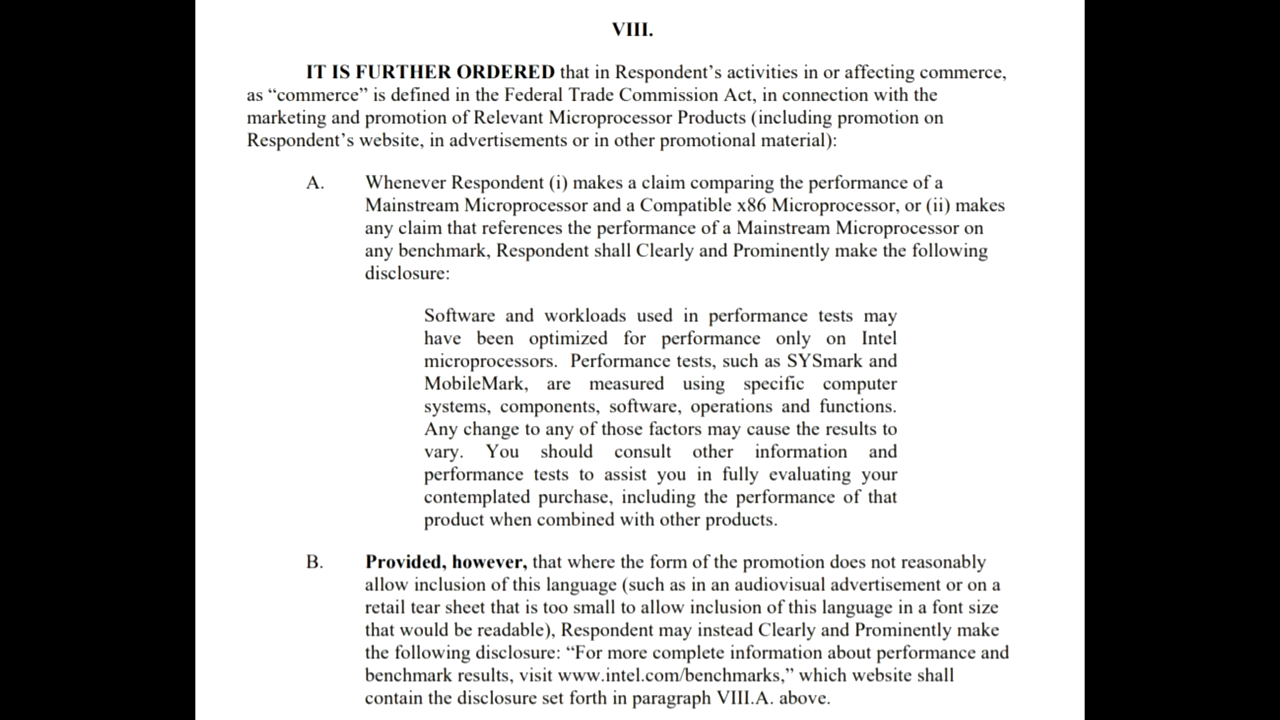 VIII.
IT IS FURTHER ORDERED that in Respondent's activities in or affecting commerce,
as “commerce” is defined in the Federal Trade Commission Act, in connection with the
marketing and promotion of Relevant Microprocessor Products (including promotion on
Respondent's website, in advertisements or in other promotional material):
A. Whenever Respondent (i) makes a claim comparing the performance of a
Mainstream Microprocessor and a Compatible x86 Microprocessor, or (ii) makes
any claim that references the performance of a Mainstream Microprocessor on
any benchmark, Respondent shall Clearly and Prominently make the following
disclosure:
Software and workloads used in performance tests may
have been optimized for performance only on Intel
microprocessors. Performance tests, such as SYSmark and
MobileMark, are measured using specific computer
systems, components, software, operations and functions.
Any change to any of those factors may cause the results to
vary. You should consult other information and
performance tests to assist you in fully evaluating your
contemplated purchase, including the performance of that
product when combined with other products.
B. Provided, however, that where the form of the promotion does not reasonably
allow inclusion of this language (such as in an audiovisual advertisement or on a
retail tear sheet that is too small to allow inclusion of this language in a font size
that would be readable), Respondent may instead Clearly and Prominently make
the following disclosure: “For more complete information about performance and
benchmark results, visit www.intel.com/benchmarks,” which website shall
contain the disclosure set forth in paragraph VIII.A. above.